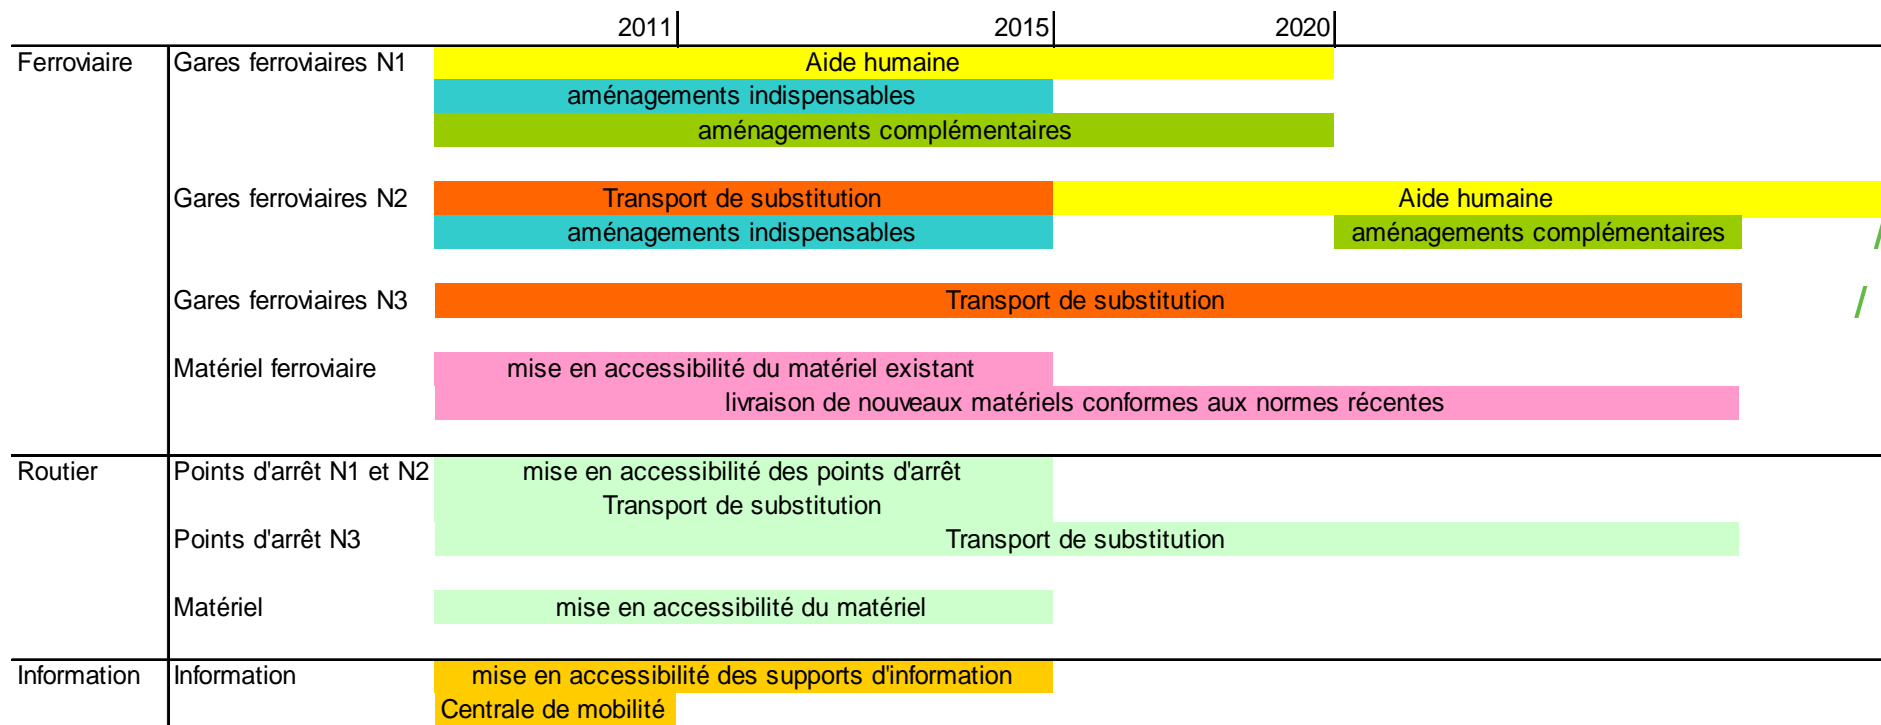 2011 2015 2020
Ferroviaire Gares ferroviaires N1 Aide humaine
aménagements indispensables
aménagements complémentaires
Gares ferroviaires N2 Transport de substitution Aide humaine
aménagements indispensables aménagements complémentaires /
Gares ferroviaires N3 Transport de substitution /
Matériel ferroviaire mise en accessibilité du matériel existant
livraison de nouveaux matériels conformes aux normes récentes
Routier Points d'arrêt N1 et N2 mise en accessibilité des points d'arrêt
Transport de substitution
Points d'arrêt N3 Transport de substitution
Matériel mise en accessibilité du matériel
Information Information mise en accessibilité des supports d'information
Centrale de mobilité